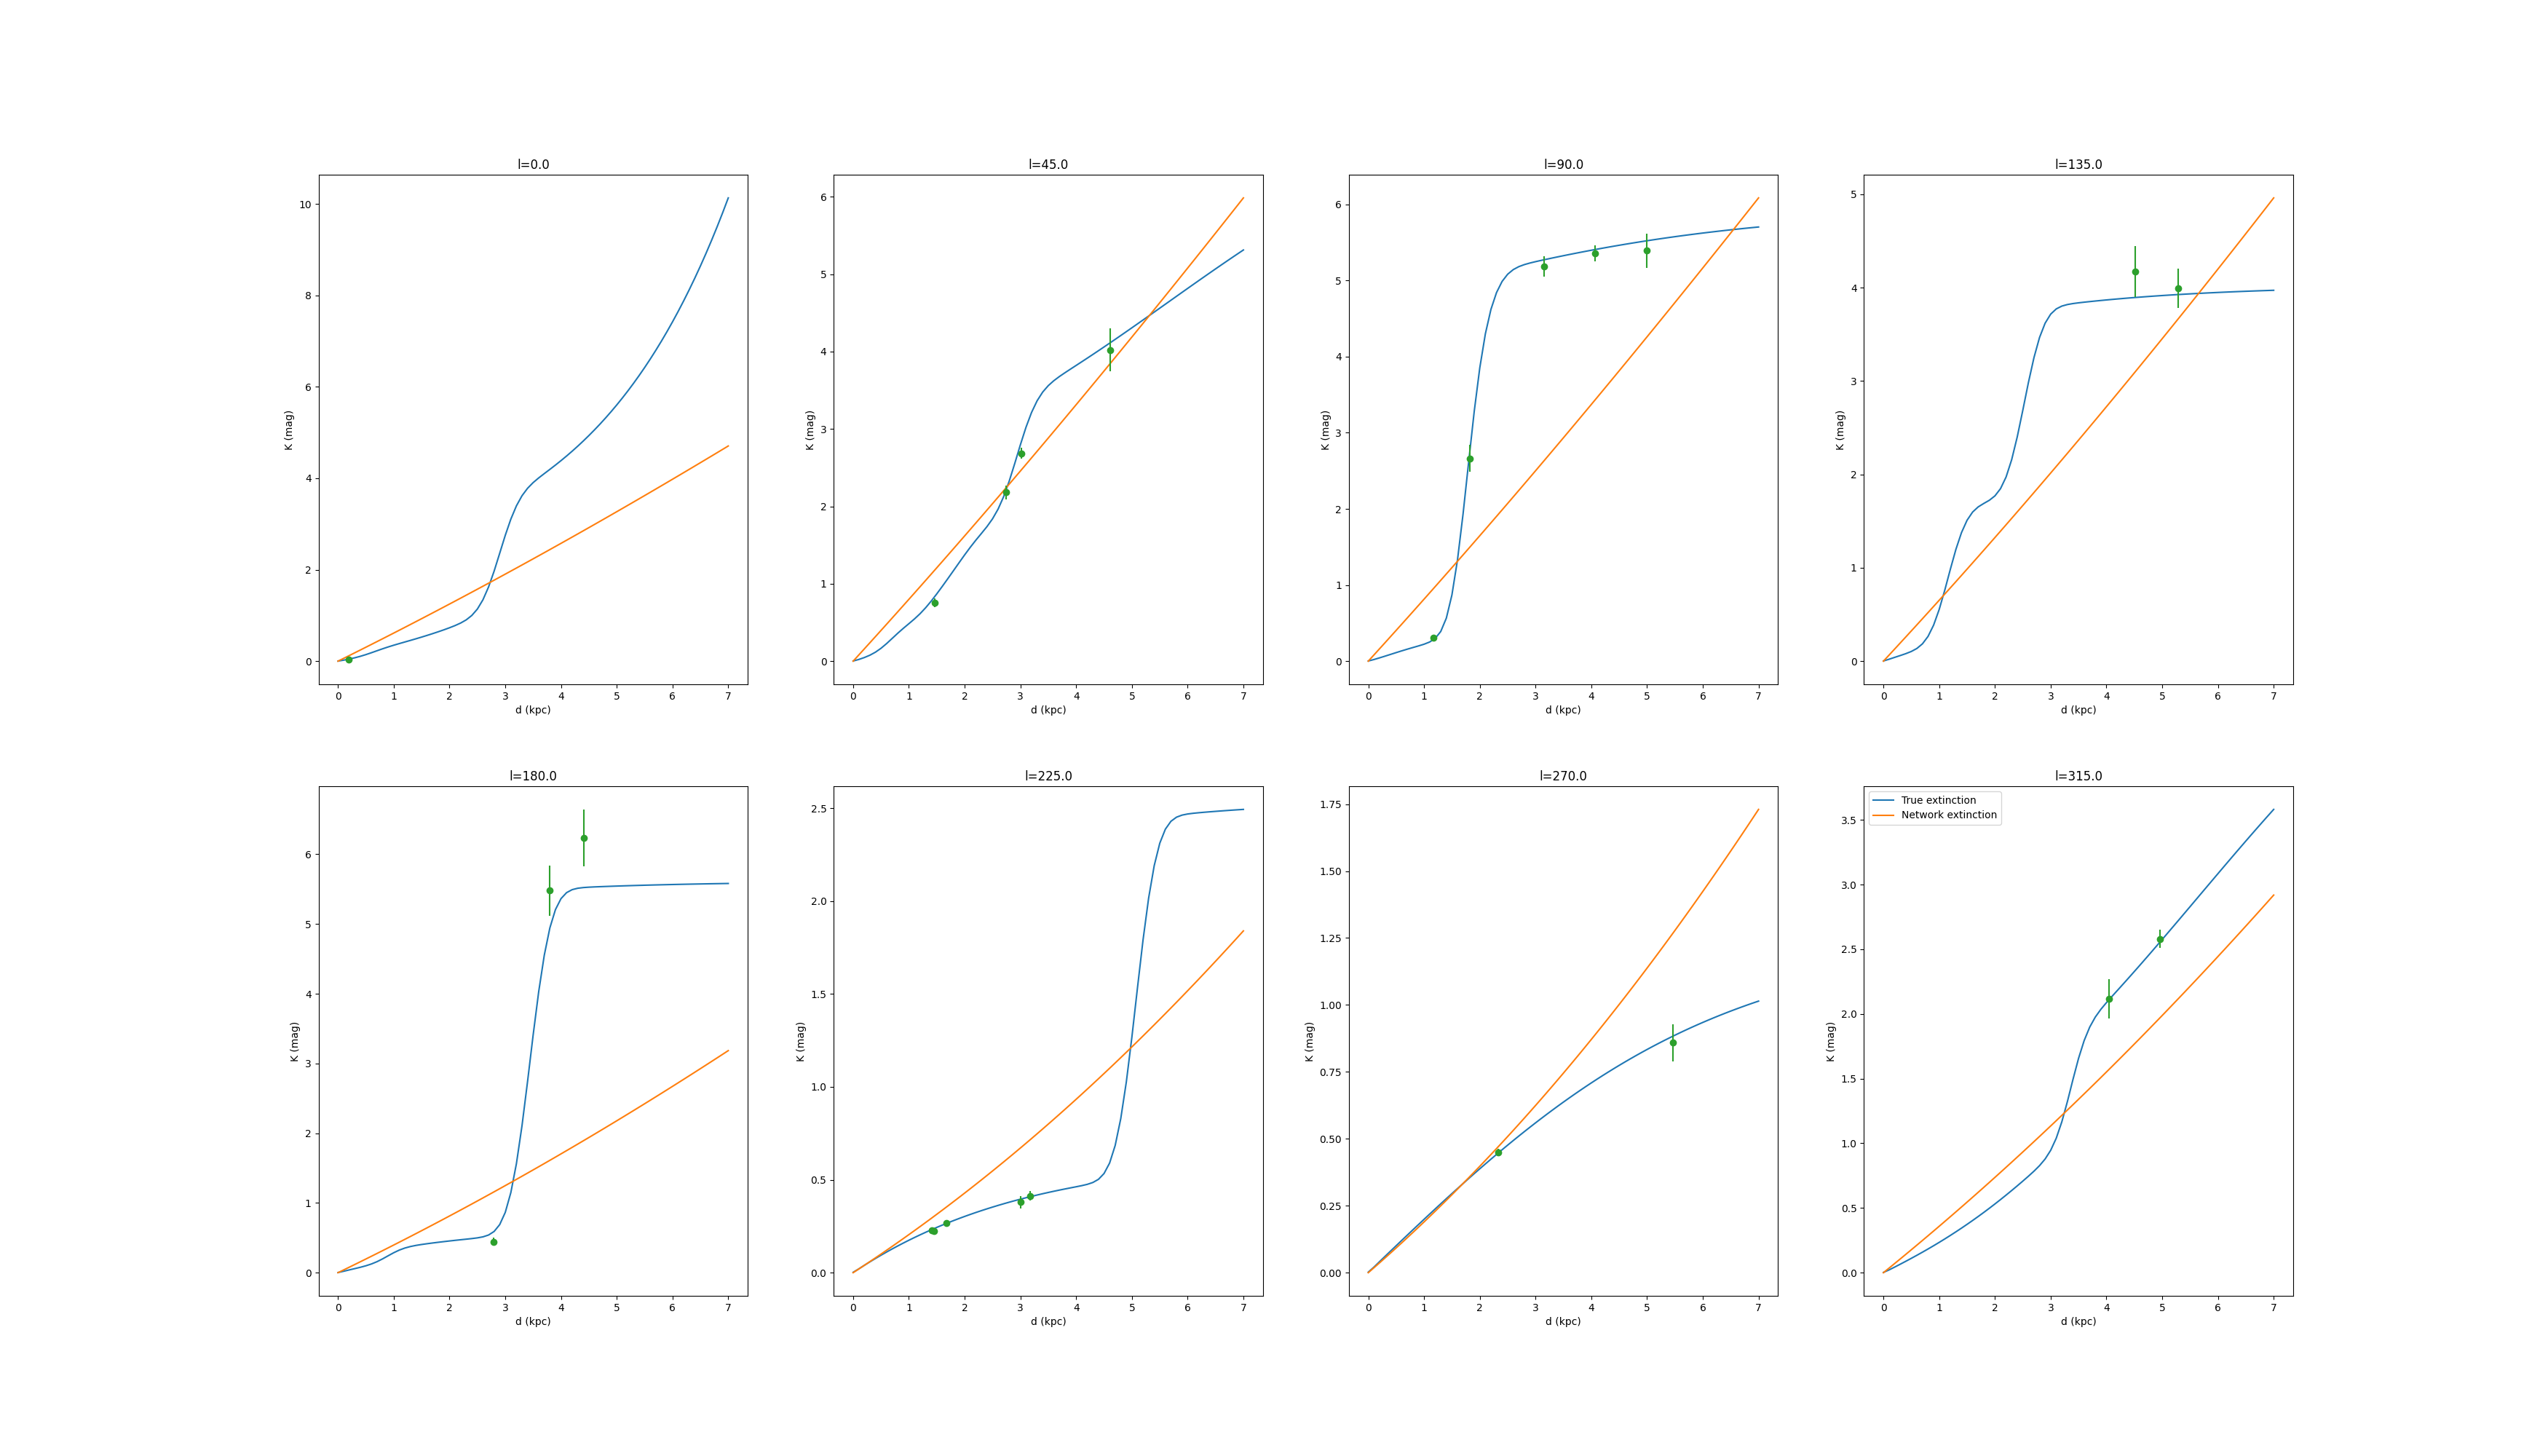 l=0.0
l=45.0
l=90.0
l=135.0
K (mag)
10
8
6
4
2
0
0 1 2 3 4 5 6 7
d (kpc)
K (mag)
6
5
4
3
2
1
0
0 1 2 3 4 5 6 7
d (kpc)
K (mag)
6
5
4
3
2
1
0
0 1 2 3 4 5 6 7
d (kpc)
K (mag)
5
4
3
2
1
0
0 1 2 3 4 5 6 7
d (kpc)
l=180.0
l=225.0
l=270.0
l=315.0
K (mag)
6
5
4
3
2
1
0
0 1 2 3 4 5 6 7
d (kpc)
K (mag)
2.5
2.0
1.5
1.0
0.5
0.0
0 1 2 3 4 5 6 7
d (kpc)
K (mag)
1.75
1.50
1.25
1.00
0.75
0.50
0.25
0.00
0 1 2 3 4 5 6 7
d (kpc)
True extinction
Network extinction
K (mag)
3.5
3.0
2.5
2.0
1.5
1.0
0.5
0.0
0 1 2 3 4 5 6 7
d (kpc)